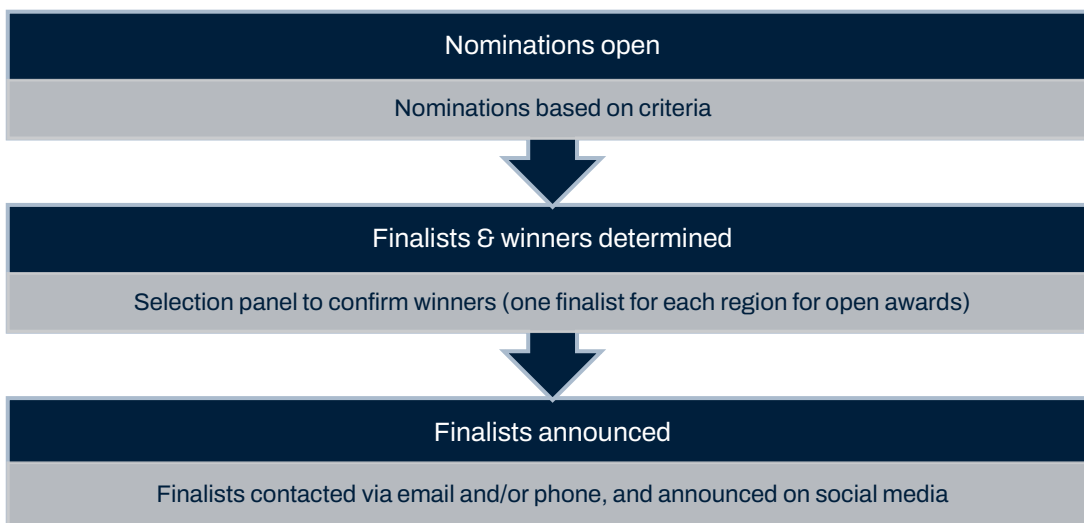 Nominations open
Nominations based on criteria
Finalists & winners determined
Selection panel to confirm winners (one finalist for each region for open awards)
Finalists announced
Finalists contacted via email and/or phone, and announced on social media